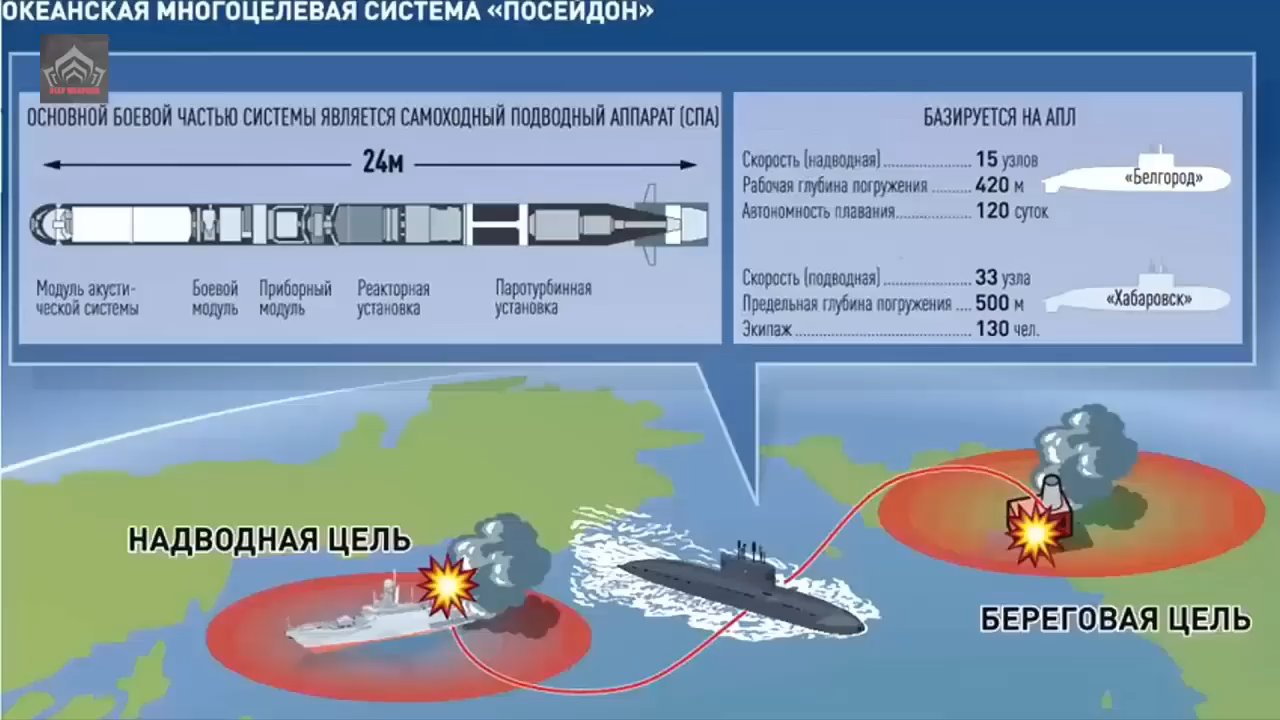 ОКЕАНСКАЯ МНОГОЦЕЛЕВАЯ СИСТЕМА «ПОСЕЙДОН»
ОСНОВНОЙ БОЕВОЙ ЧАСТЬЮ СИСТЕМЫ ЯВЛЯЕТСЯ САМОХОДНЫЙ ПОДВОДНЫЙ АППАРАТ (СПА)
24м
Модуль акусти-
ческой системы
Боевой
модуль
Приборный
модуль
Реакторная
установка
Паротурбинная
установка
БАЗИРУЕТСЯ НА АПЛ
Скорость (надводная) 15 узлов
Рабочая глубина погружения 420 м
Автономность плавания 120 суток
«Белгород»
Скорость (подводная) 33 узла
Предельная глубина погружения 500 м
Экипаж 130 чел.
«Хабаровск»
НАДВОДНАЯ ЦЕЛЬ
БЕРЕГОВАЯ ЦЕЛЬ